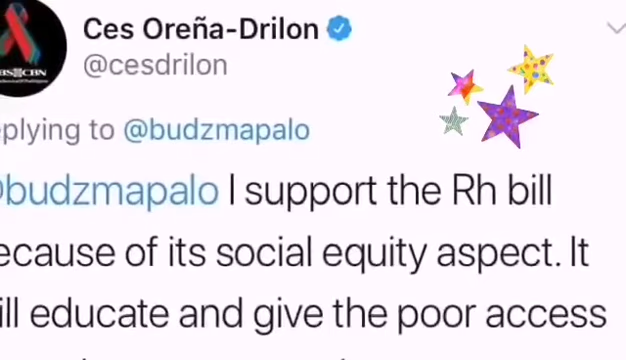 Ces Oreña-Drilon
@cesdrilon
eplying to @budzmapalo
budzmapalo I support the Rh bill
ecause of its social equity aspect. It
ill educate and give the poor access